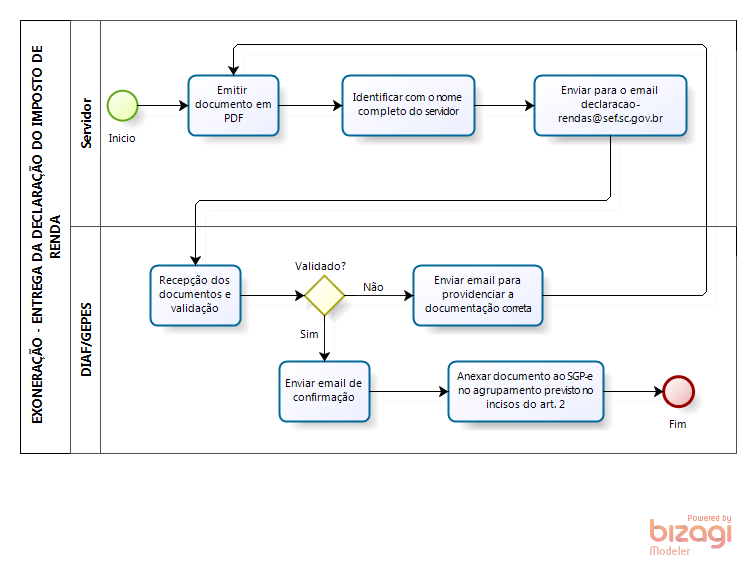 EXONERAÇÃO - ENTREGA DA DECLARAÇÃO DO IMPOSTO DE
RENDA
Servidor
Inicio
Emitir
documento em
PDF
Identificar com o nome
completo do servidor
Enviar para o email
declaracao-
rendas@sef.sc.gov.br
DIAF/GEPES
Recepção dos
documentos e
validação
Validado?
Não
Enviar email para
providenciar a
documentação correta
Sim
Enviar email de
confirmação
Anexar documento ao SGP-e
no agrupamento previsto no
incisos do art. 2
Fim
Powered by
bizagi
Modeler